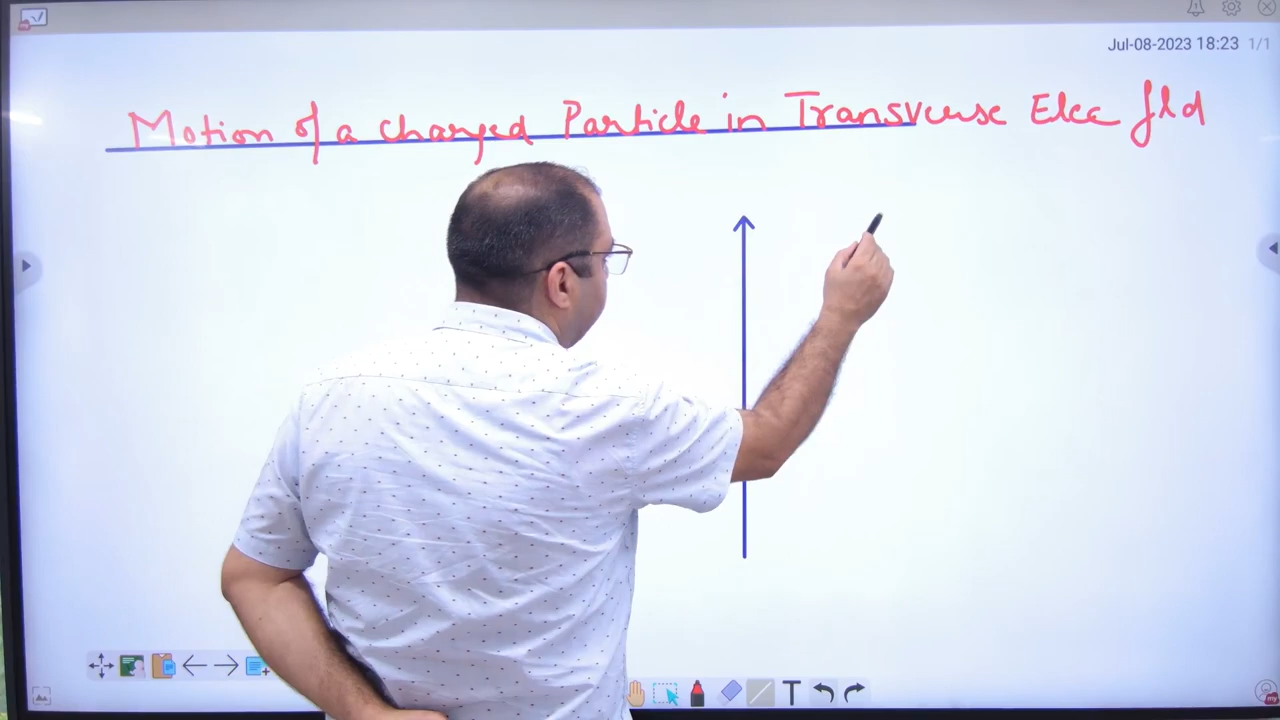 Jul-08-2023 18:23 1/1
Motion of a charged Particle in Transverse Elec fld
T